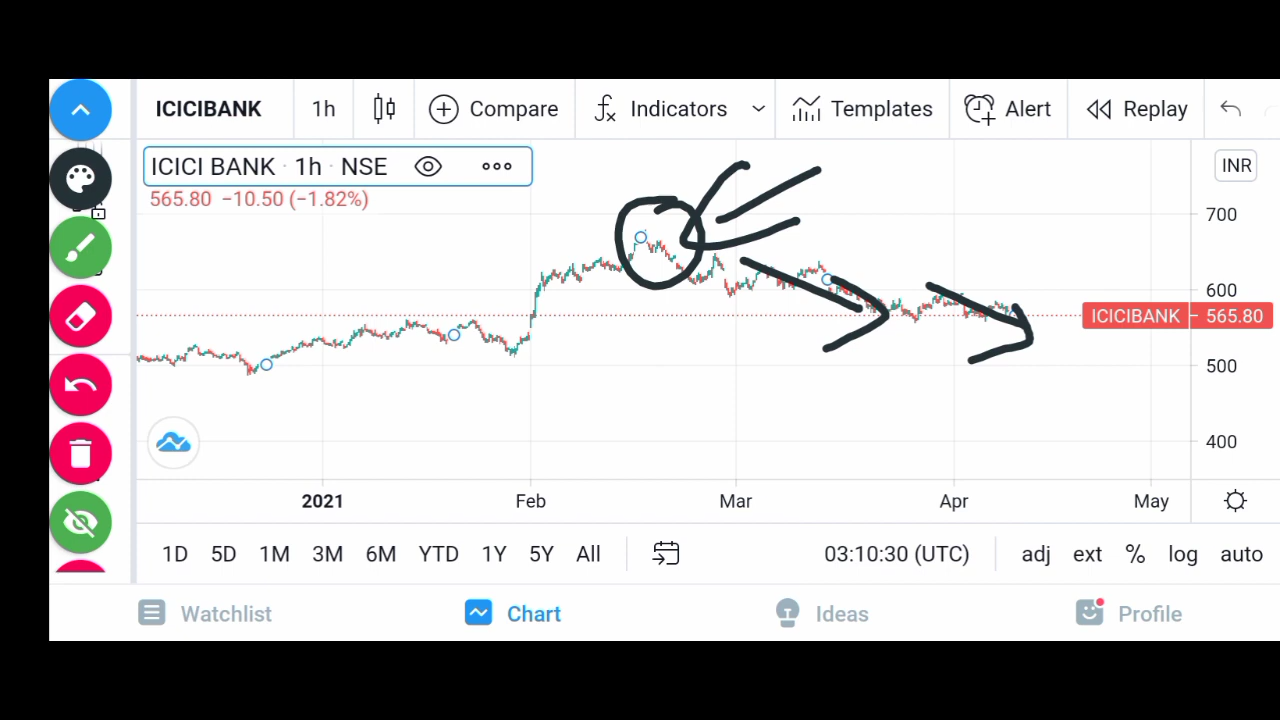 ICICIBANK 1h Compare Indicators Templates Alert Replay
ICICI BANK · 1h · NSE
INR
565.80 −10.50 (−1.82%)
700
600
ICICIBANK 565.80
500
400
2021 Feb Mar Apr May
1D 5D 1M 3M 6M YTD 1Y 5Y All 03:10:30 (UTC) adj ext % log auto
Watchlist Chart Ideas Profile